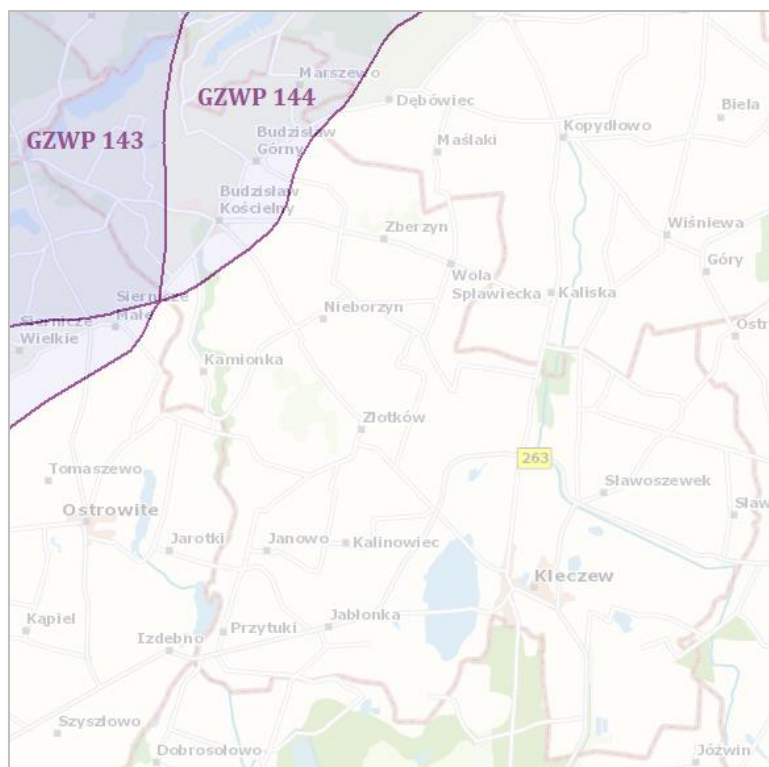 Marszewo
GZWP 144
Dębówiec
Biela
GZWP 143
Kopydłowo
Budzisław
Górny
Maślaki
Budzisław
Kościelny
Wiśniewa
Zberzyn
Góry
Wola
Spławiecka
Kaliska
Siernicze
Małe
Nieborzyn
Siernicze
Wielkie
Ostr
Kamionka
Złotków
263
Tomaszewo
Sławoszewek
Ostrowite
Sław
Jarotki
Janowo
Kalinowiec
Kleczew
Kąpiel
Przytuki
Jabłonka
Izdebno
Szyszłowo
Dobrosołowo
Jóźwin